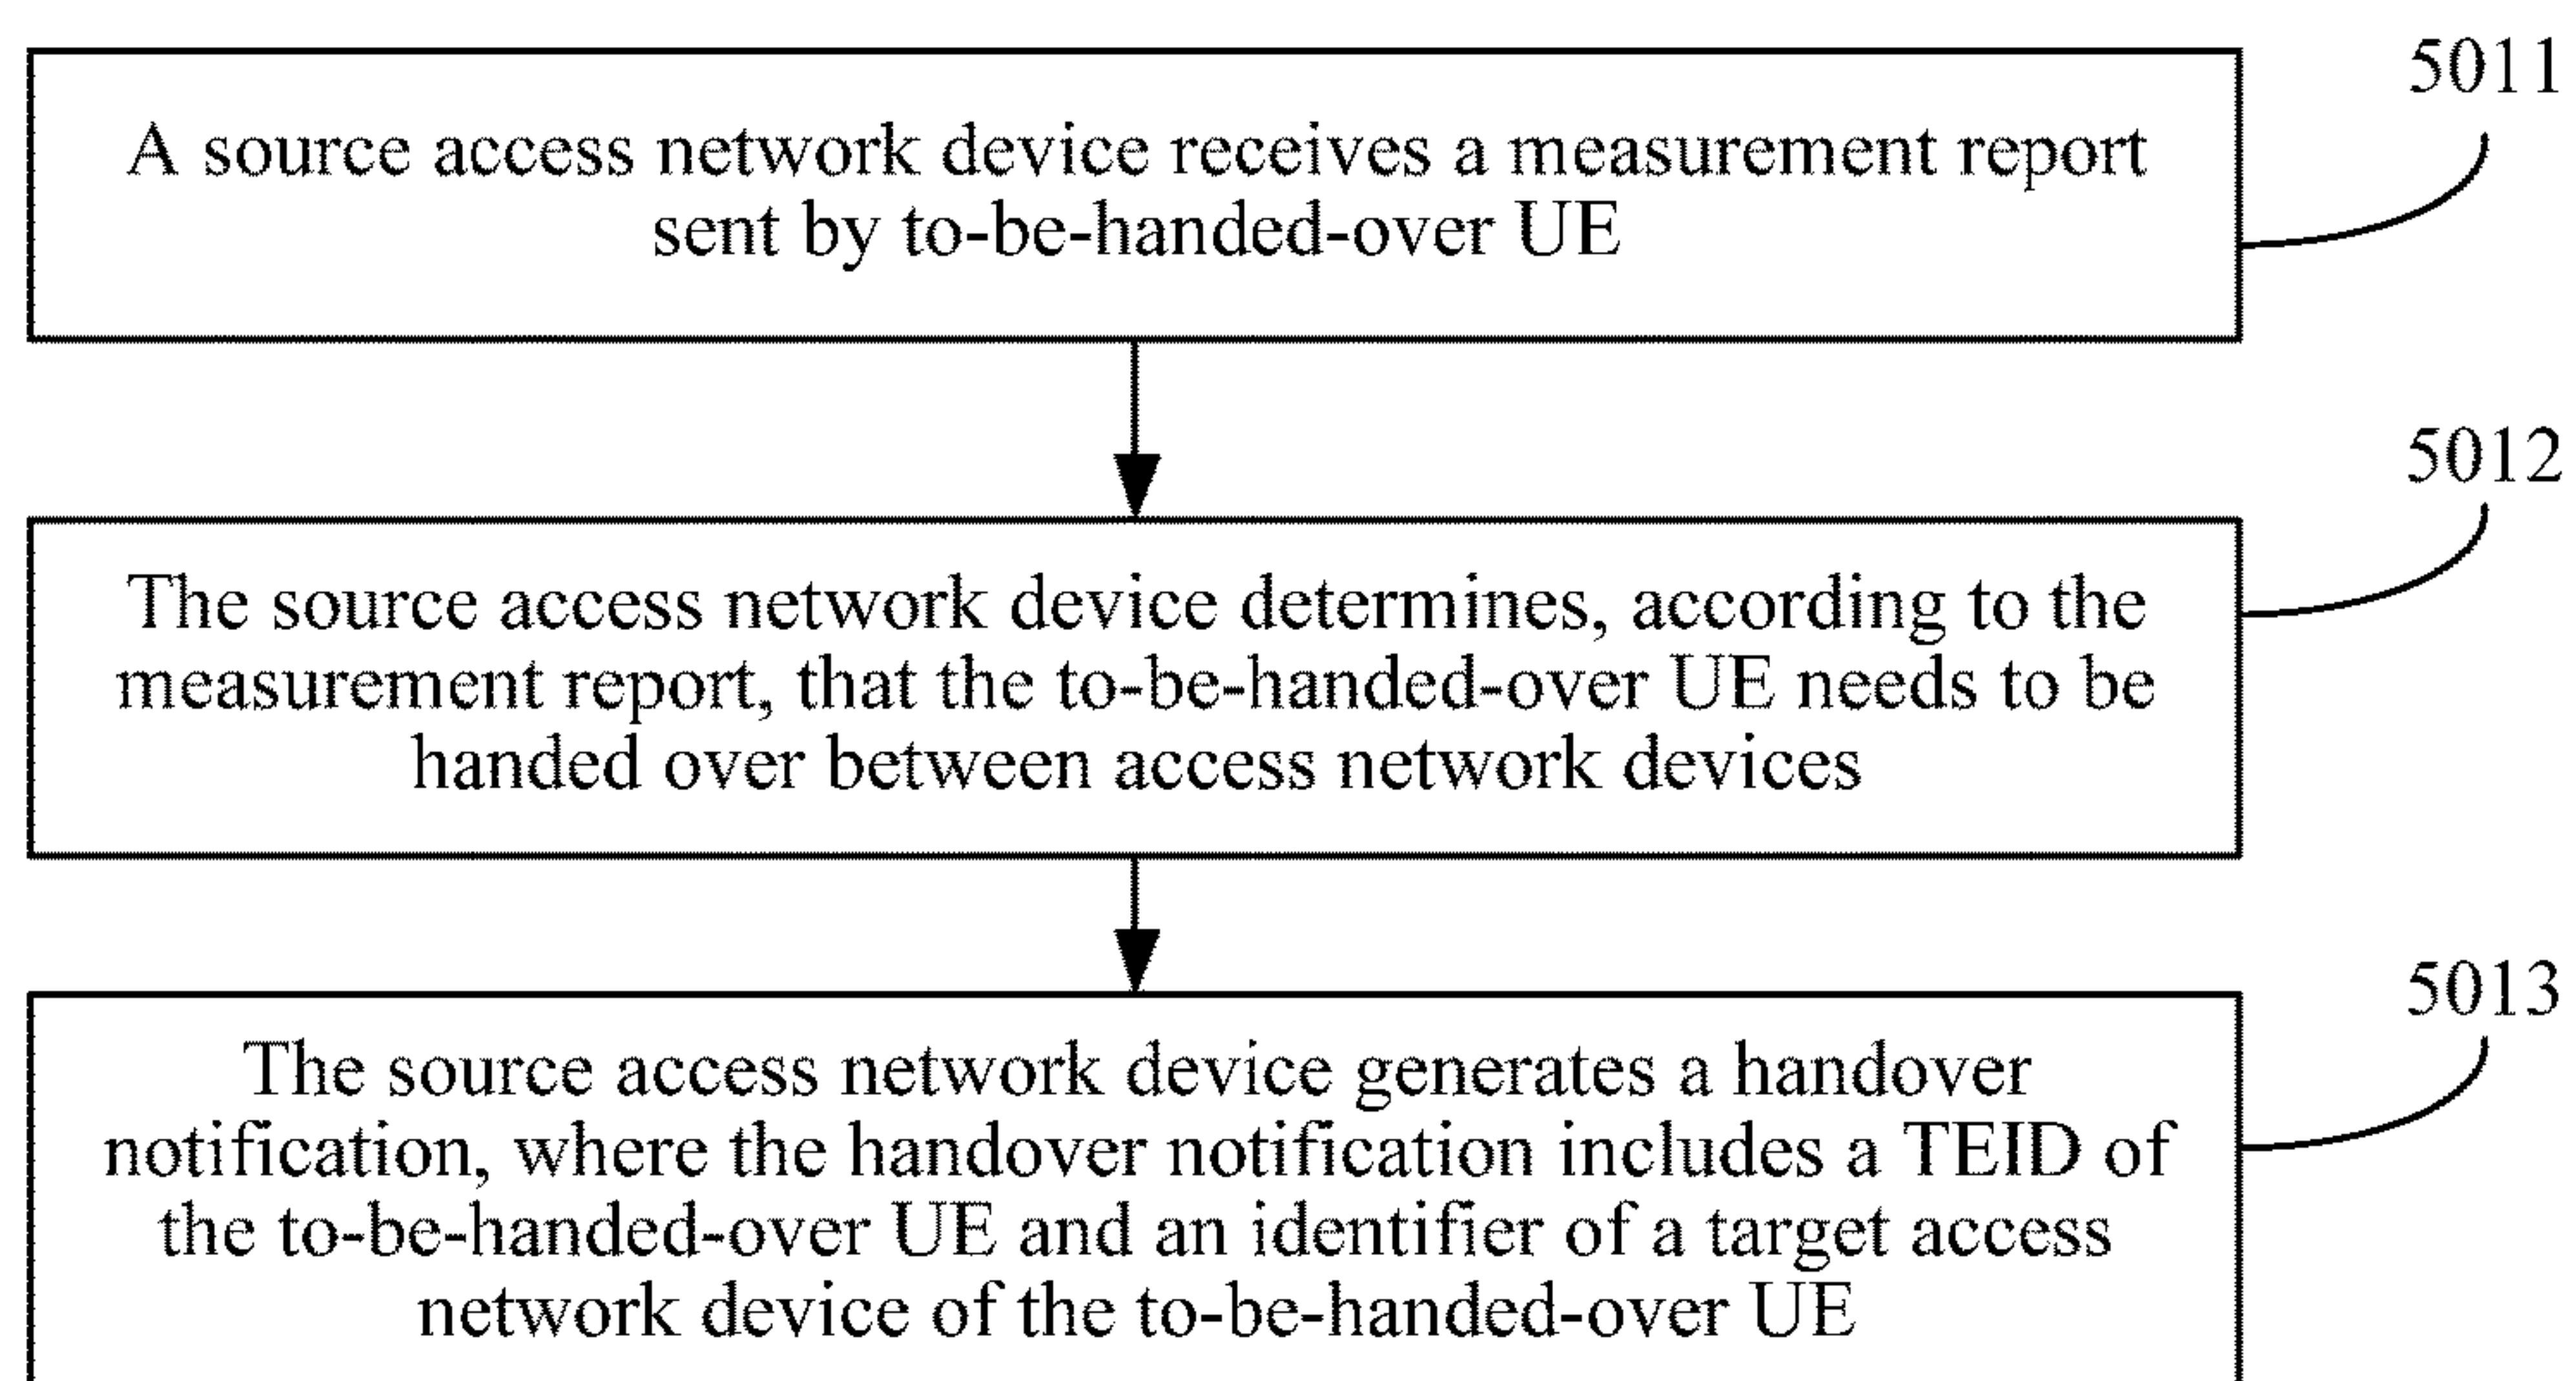 5011
A source access network device receives a measurement report
sent by to-be-handed-over UE
5012
The source access network device determines, according to the
measurement report, that the to-be-handed-over UE needs to be
handed over between access network devices
5013
The source access network device generates a handover
notification, where the handover notification includes a TEID of
the to-be-handed-over UE and an identifier of a target access
network device of the to-be-handed-over UE